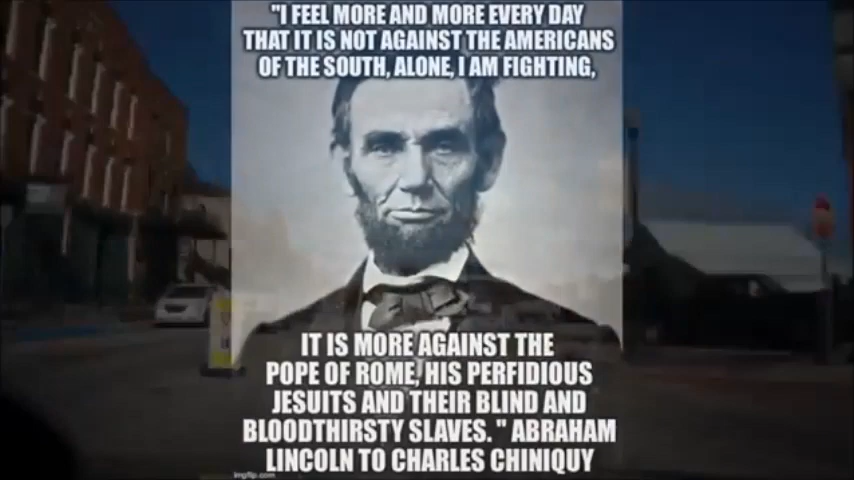 "I FEEL MORE AND MORE EVERY DAY
THAT IT IS NOT AGAINST THE AMERICANS
OF THE SOUTH, ALONE, I AM FIGHTING,
IT IS MORE AGAINST THE
POPE OF ROME, HIS PERFIDIOUS
JESUITS AND THEIR BLIND AND
BLOODTHIRSTY SLAVES. " ABRAHAM
LINCOLN TO CHARLES CHINIQUY
imgflip.com